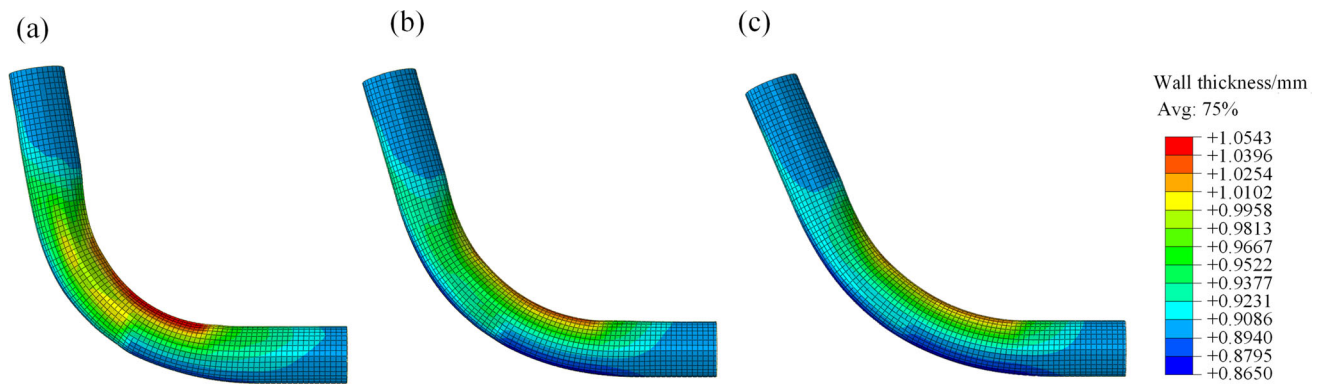 (a)
(b)
(c)
Wall thickness/mm
Avg: 75%
+1.0543
+1.0396
+1.0254
+1.0102
+0.9958
+0.9813
+0.9667
+0.9522
+0.9377
+0.9231
+0.9086
+0.8940
+0.8795
+0.8650